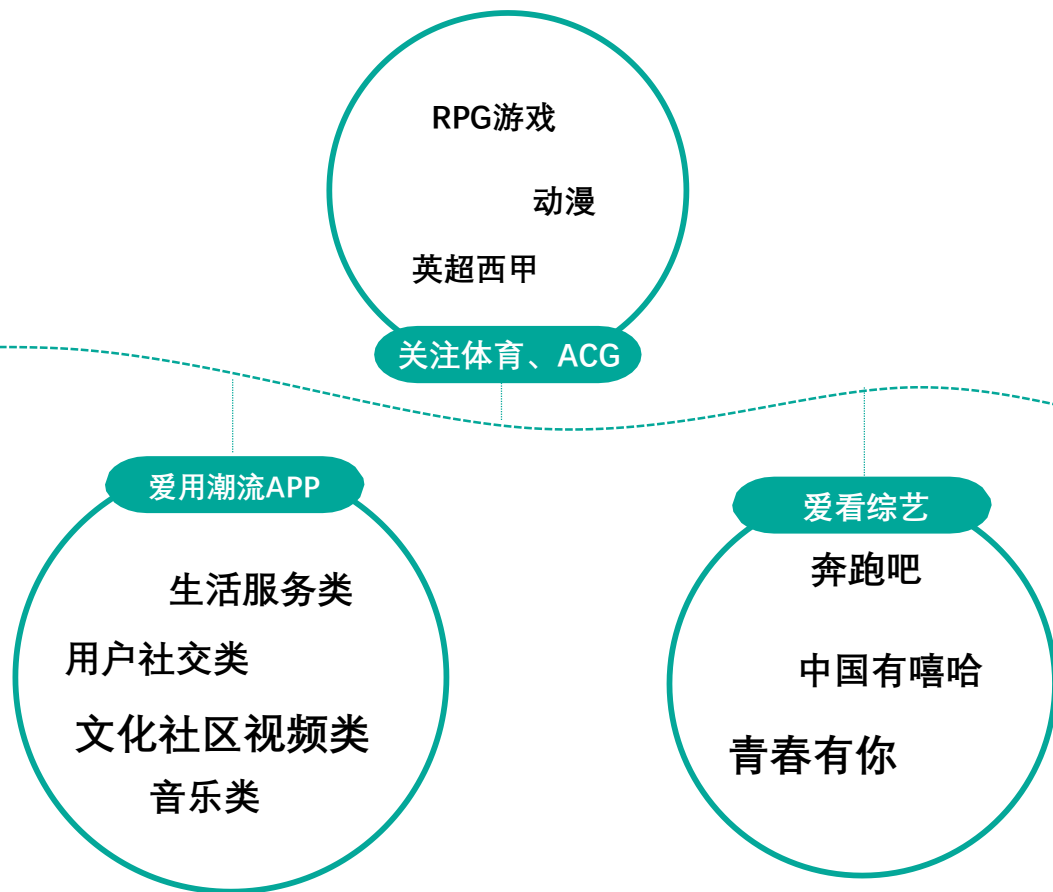 RPG游戏
动漫
英超西甲
关注体育、ACG
爱用潮流APP
生活服务类
用户社交类
文化社区视频类
音乐类
爱看综艺
奔跑吧
中国有嘻哈
青春有你